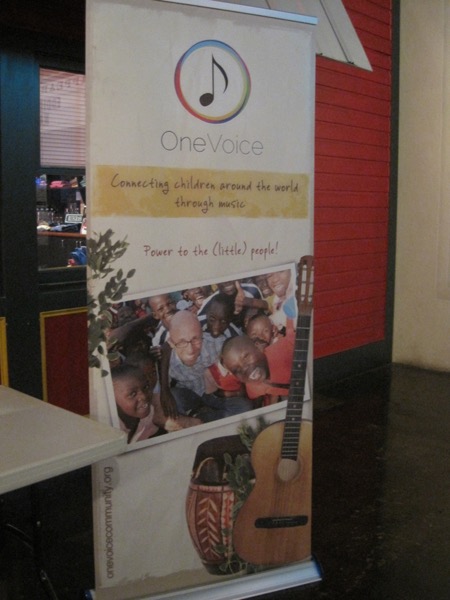 OneVoice
Connecting children around the world
through music
Power to the (little) people!
onevoicecommunity.org